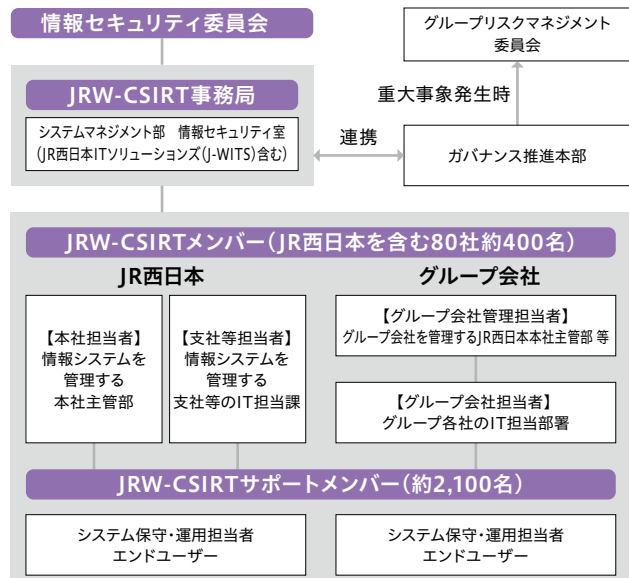 情報セキュリティ委員会
グループリスクマネジメント
委員会
JRW-CSIRT事務局
重大事象発生時
システムマネジメント部　情報セキュリティ室
（JR西日本ITソリューションズ（J-WITS）含む）
連携
ガバナンス推進本部
JRW-CSIRTメンバー（JR西日本を含む80社約400名）
JR西日本
グループ会社
【本社担当者】
情報システムを
管理する
本社主管部
【支社等担当者】
情報システムを
管理する
支社等のIT担当課
【グループ会社管理担当者】
グループ会社を管理するJR西日本本社主管部 等
【グループ会社担当者】
グループ各社のIT担当部署
JRW-CSIRTサポートメンバー（約2,100名）
システム保守・運用担当者
エンドユーザー
システム保守・運用担当者
エンドユーザー